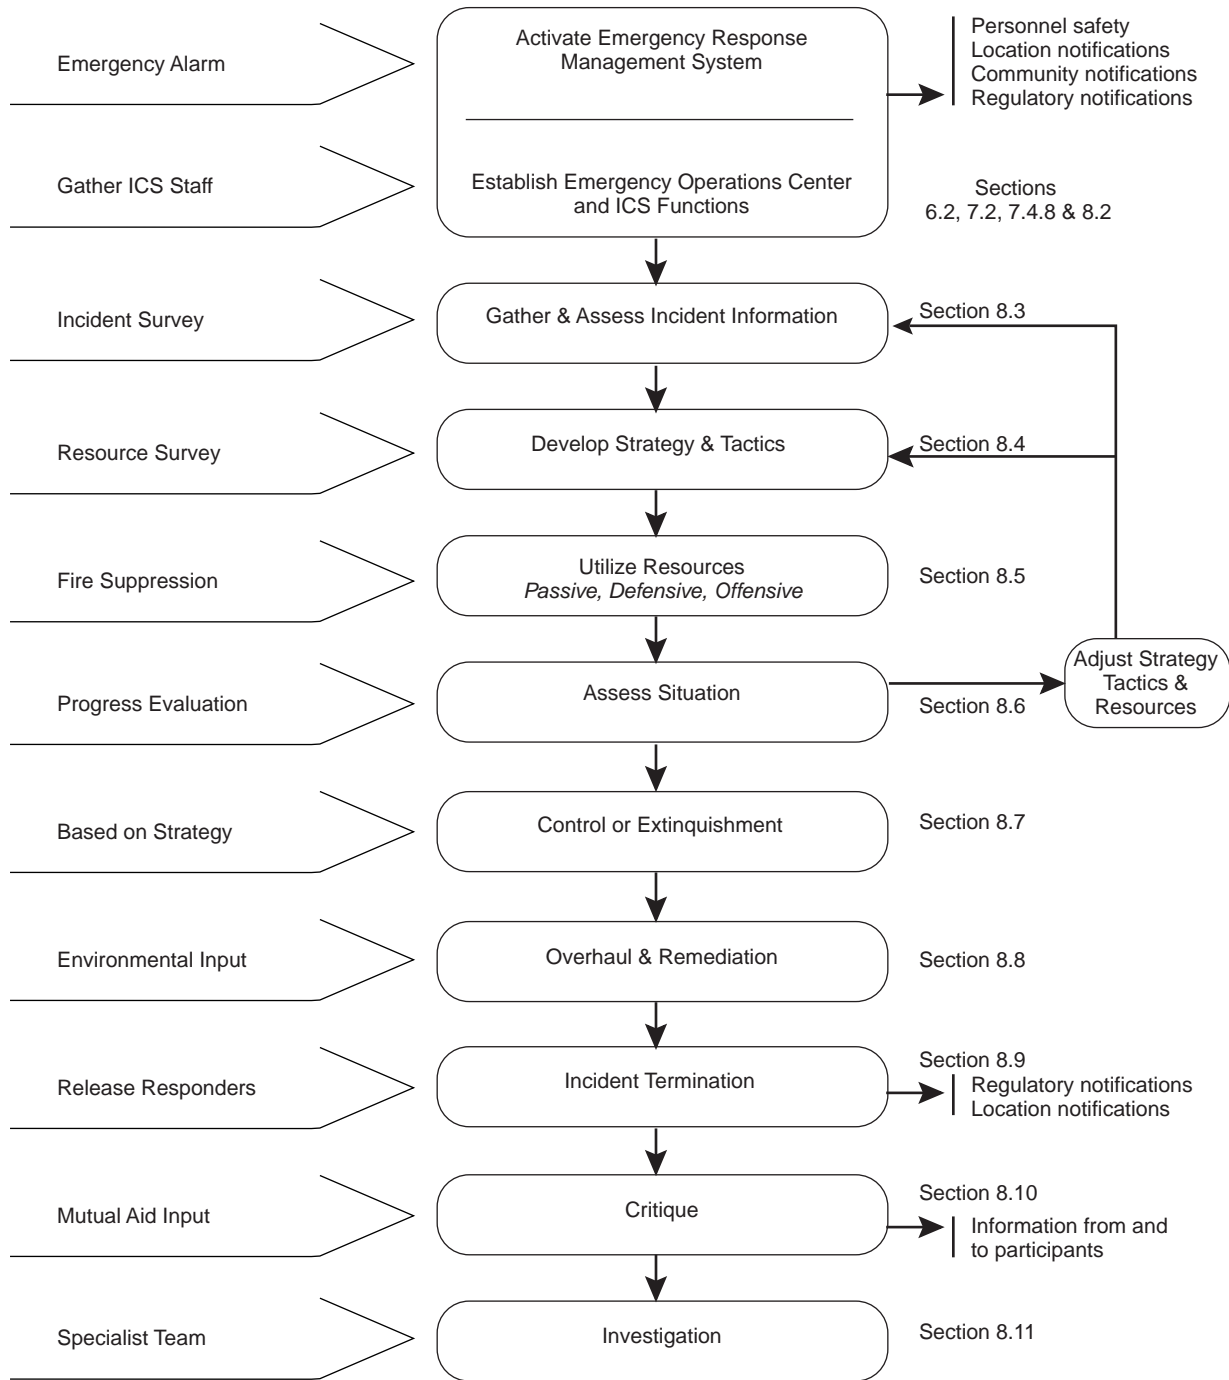 Emergency Alarm
Activate Emergency Response
Management System
Personnel safety
Location notifications
Community notifications
Regulatory notifications
Gather ICS Staff
Establish Emergency Operations Center
and ICS Functions
Sections
6.2, 7.2, 7.4.8 & 8.2
Incident Survey
Gather & Assess Incident Information
Section 8.3
Resource Survey
Develop Strategy & Tactics
Section 8.4
Fire Suppression
Utilize Resources
Passive, Defensive, Offensive
Section 8.5
Progress Evaluation
Assess Situation
Section 8.6
Adjust Strategy
Tactics &
Resources
Based on Strategy
Control or Extinquishment
Section 8.7
Environmental Input
Overhaul & Remediation
Section 8.8
Release Responders
Incident Termination
Section 8.9
Regulatory notifications
Location notifications
Mutual Aid Input
Critique
Section 8.10
Information from and
to participants
Specialist Team
Investigation
Section 8.11